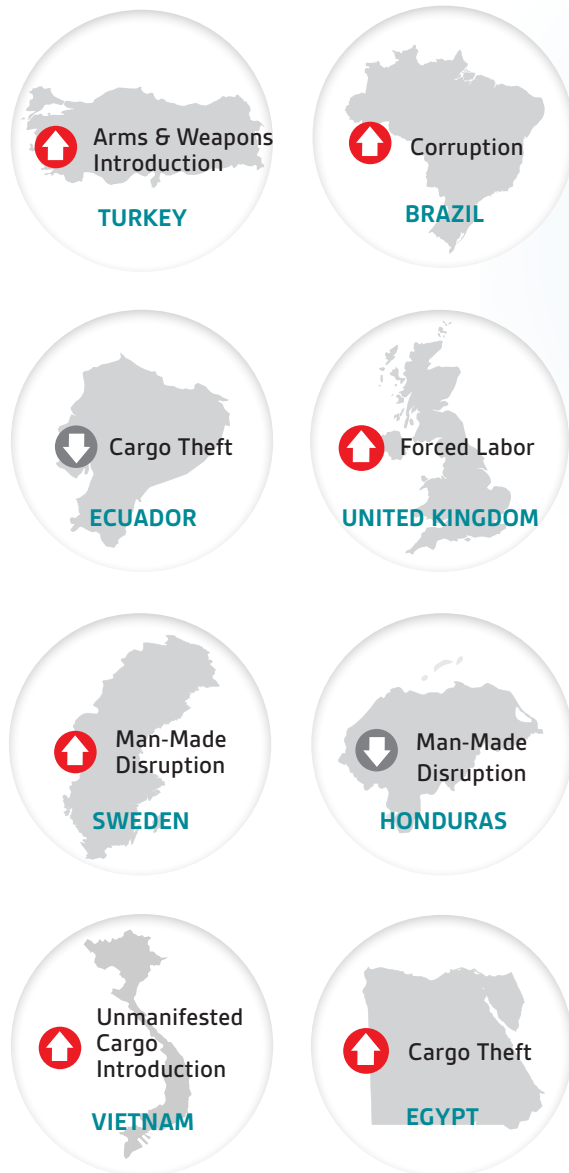 Arms & Weapons
Introduction
TURKEY
Corruption
BRAZIL
Cargo Theft
ECUADOR
Forced Labor
UNITED KINGDOM
Man-Made
Disruption
SWEDEN
Man-Made
Disruption
HONDURAS
Unmanifested
Cargo
Introduction
VIETNAM
Cargo Theft
EGYPT